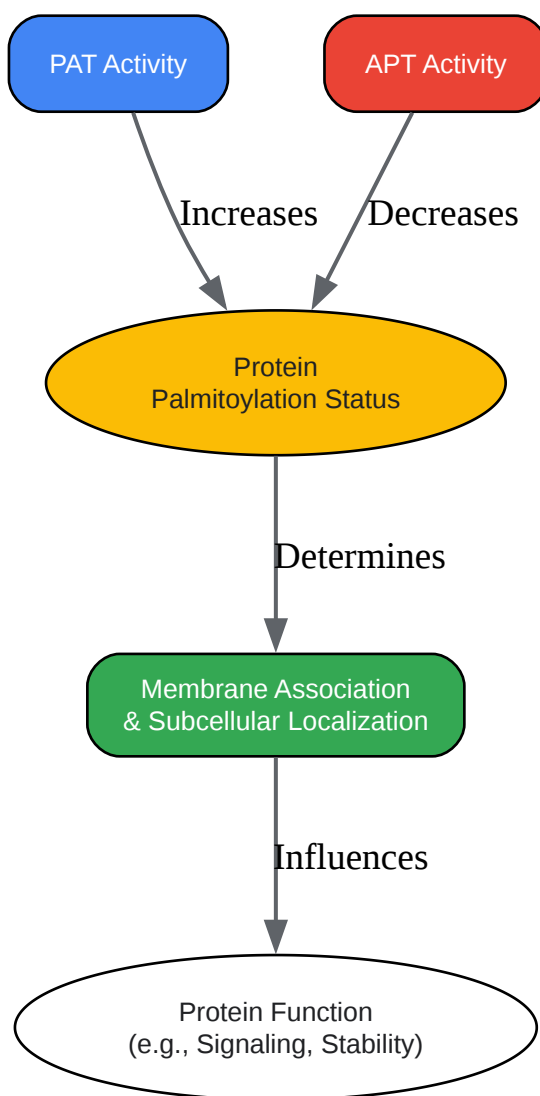 PAT Activity
APT Activity
Increases
Decreases
Protein
Palmitoylation Status
Determines
Membrane Association
& Subcellular Localization
Influences
Protein Function
(e.g., Signaling, Stability)